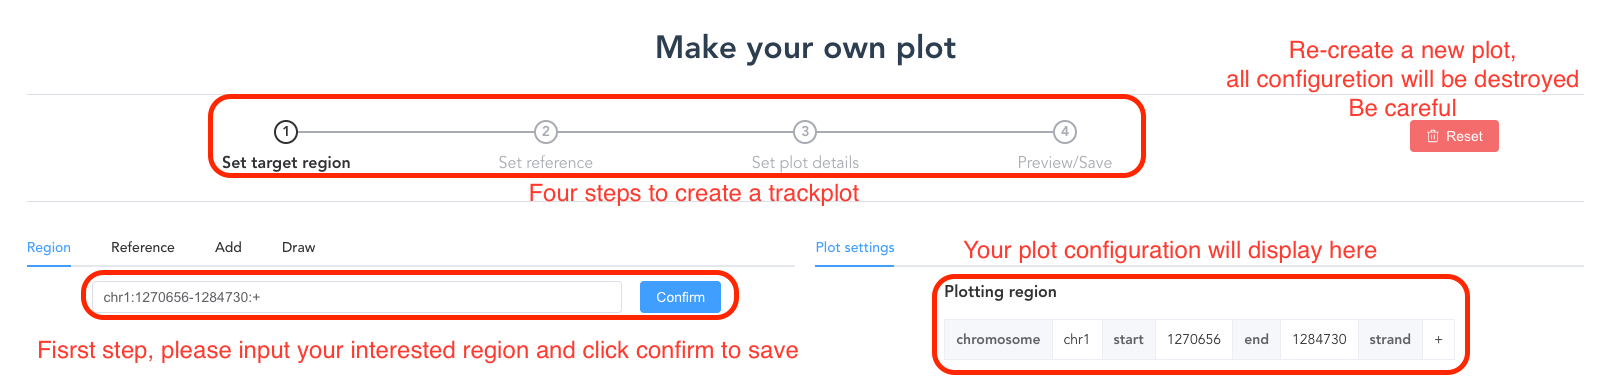 Make your own plot
Re-create a new plot,
all configuretion will be destroyed
Be careful
1
2
3
4
Reset
Set target region
Set reference
Set plot details
Preview/Save
Four steps to create a trackplot
Region
Reference
Add
Draw
Plot settings
Your plot configuration will display here
chr1:1270656-1284730:+
Confirm
Plotting region
chromosome chr1 start 1270656 end 1284730 strand +
Fisrst step, please input your interested region and click confirm to save